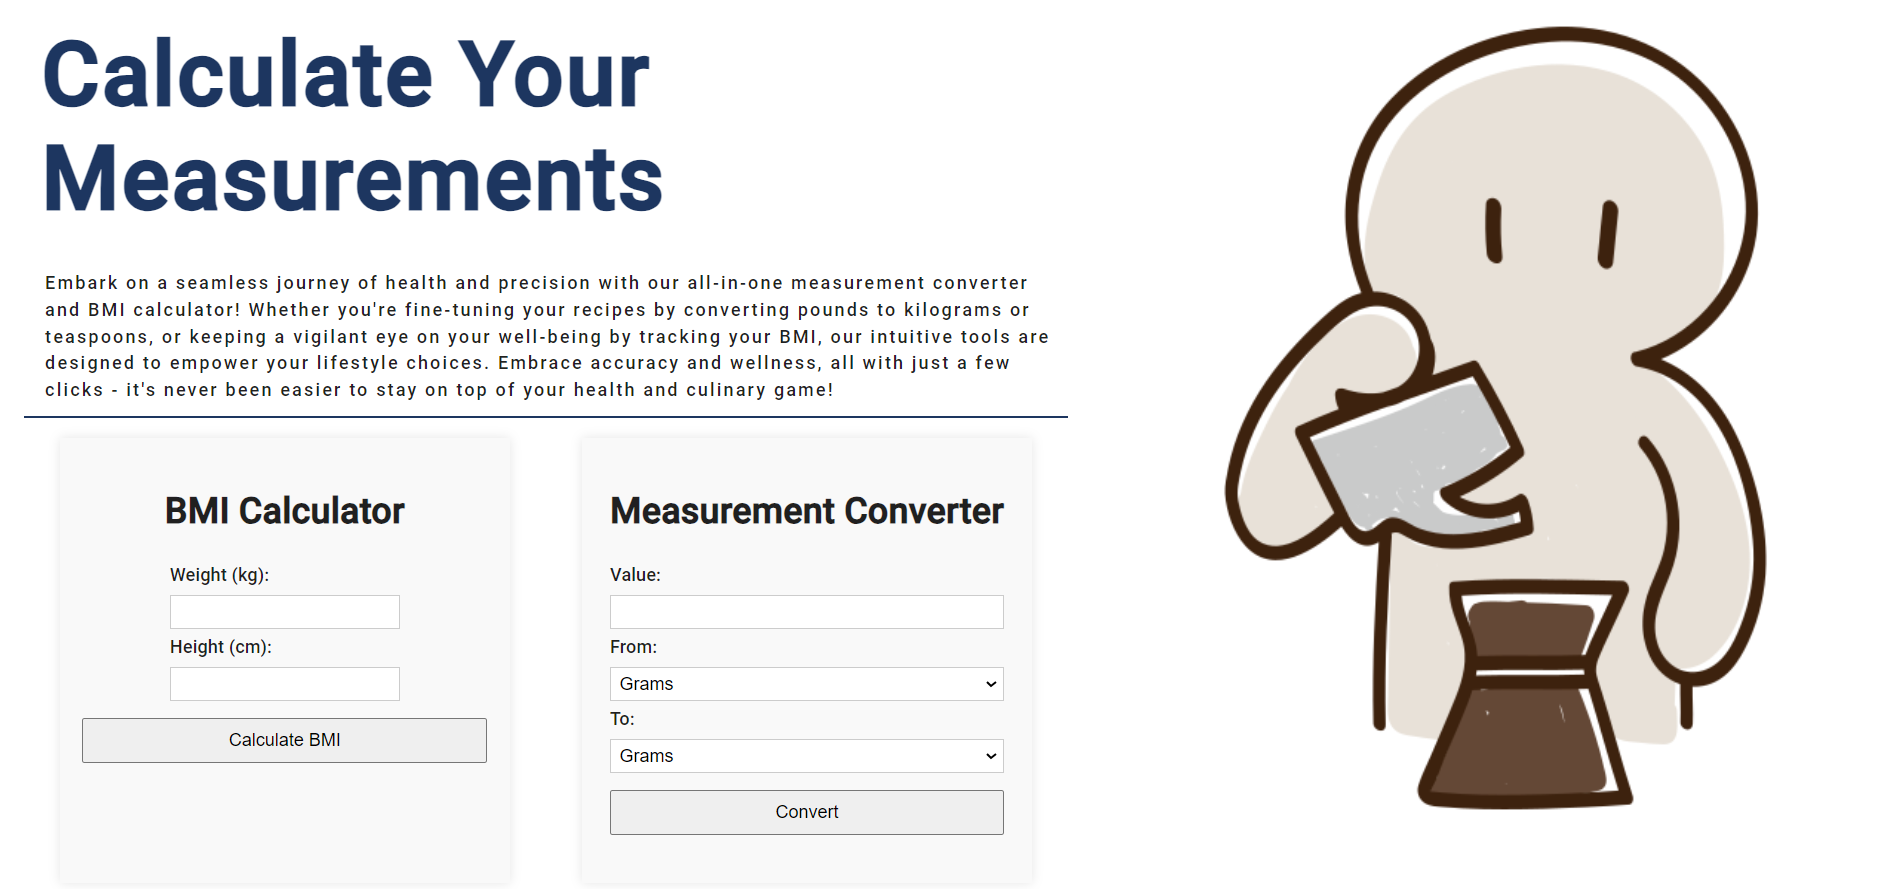 Calculate Your
Measurements
Embark on a seamless journey of health and precision with our all-in-one measurement converter
and BMI calculator! Whether you're fine-tuning your recipes by converting pounds to kilograms or
teaspoons, or keeping a vigilant eye on your well-being by tracking your BMI, our intuitive tools are
designed to empower your lifestyle choices. Embrace accuracy and wellness, all with just a few
clicks - it's never been easier to stay on top of your health and culinary game!
BMI Calculator
Weight (kg):
Height (cm):
Calculate BMI
Measurement Converter
Value:
From:
Grams
To:
Grams
Convert